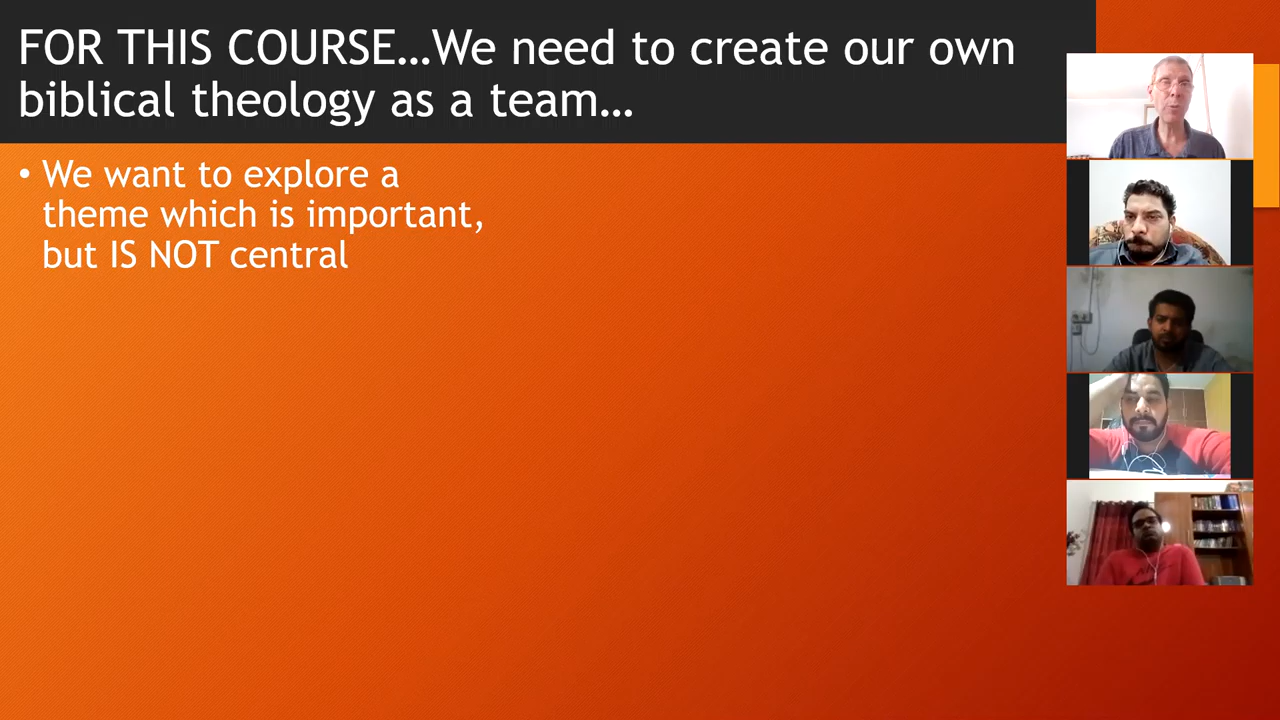 FOR THIS COURSE…We need to create our own
biblical theology as a team…
• We want to explore a
theme which is important,
but IS NOT central